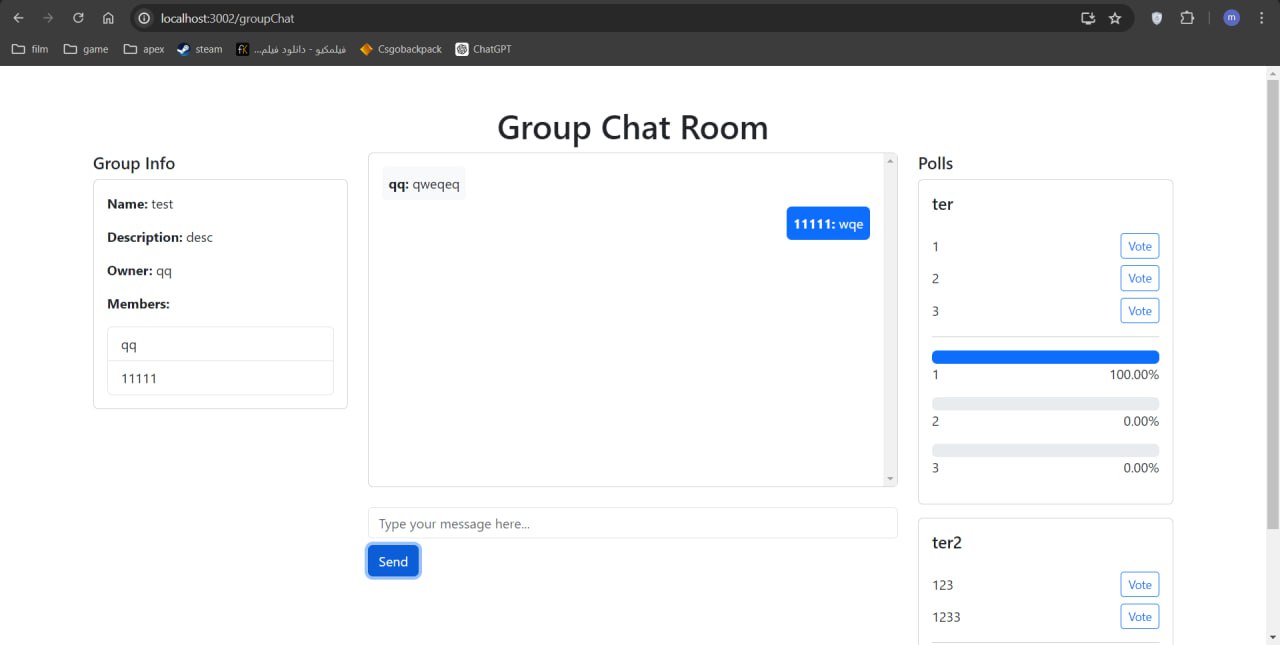 localhost:3002/groupChat
m
film
game
apex
steam
fK
فیلمکیو - دانلود فیلم...
Csgobackpack
ChatGPT
Group Chat Room
Group Info
Name: test
Description: desc
Owner: qq
Members:
qq
11111
qq: qweqeq
11111: wqe
Type your message here...
Send
Polls
ter
1 Vote
2 Vote
3 Vote
1 100.00%
2 0.00%
3 0.00%
ter2
123 Vote
1233 Vote